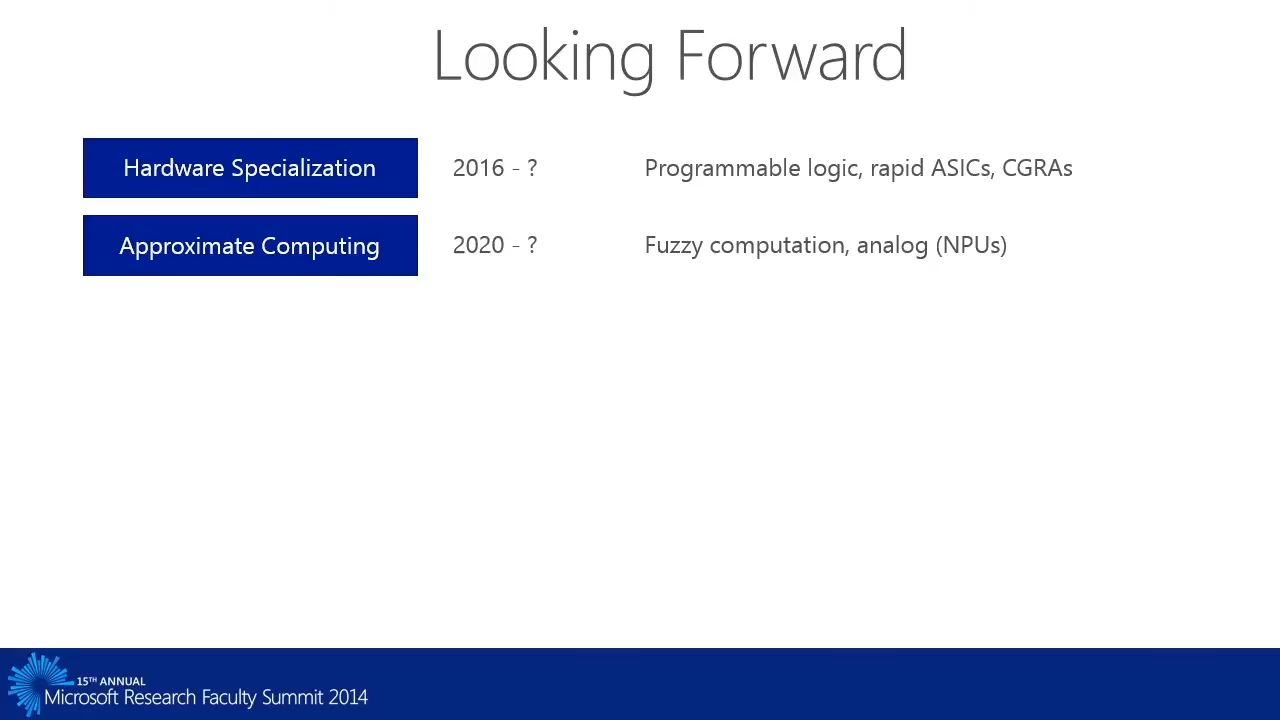 Looking Forward
Hardware Specialization 2016 - ? Programmable logic, rapid ASICs, CGRAs
Approximate Computing 2020 - ? Fuzzy computation, analog (NPUs)
15TH ANNUAL
Microsoft Research Faculty Summit 2014